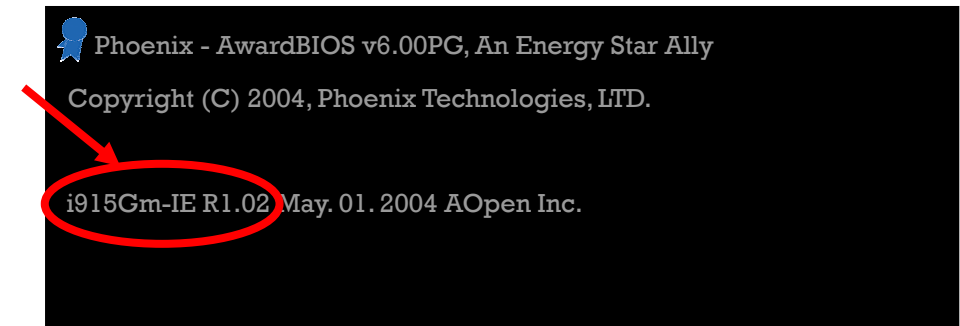 Phoenix - AwardBIOS v6.00PG, An Energy Star Ally
Copyright (C) 2004, Phoenix Technologies, LTD.
i915Gm-IE R1.02 May. 01. 2004 AOpen Inc.